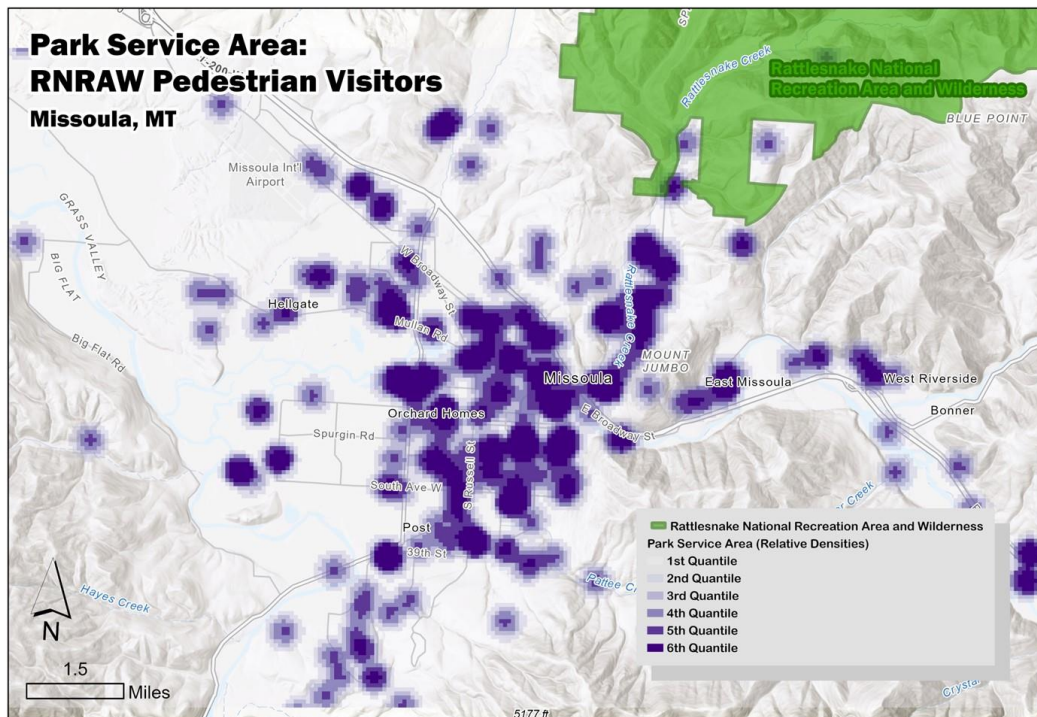 Park Service Area:
RNRAW Pedestrian Visitors
Missoula, MT
Rattlesnake Creek
Rattlesnake National
Recreation Area and Wilderness
BLUE POINT
Missoula Int'l
Airport
GRASS VALLEY
BIG FLAT
W Broadway St
Hellgate
Mullan Rd
Big Flat Rd
Rattlesnake Creek
MOUNT
JUMBO
Missoula
East Missoula
West Riverside
Bonner
Orchard Homes
E Broadway St
Spurgin Rd
S Russell St
South Ave W
Post
39th St
Hayes Creek
Rattlesnake National Recreation Area and Wilderness
Park Service Area (Relative Densities)
1st Quantile
2nd Quantile
3rd Quantile
4th Quantile
5th Quantile
6th Quantile
N
1.5
Miles
5177 ft